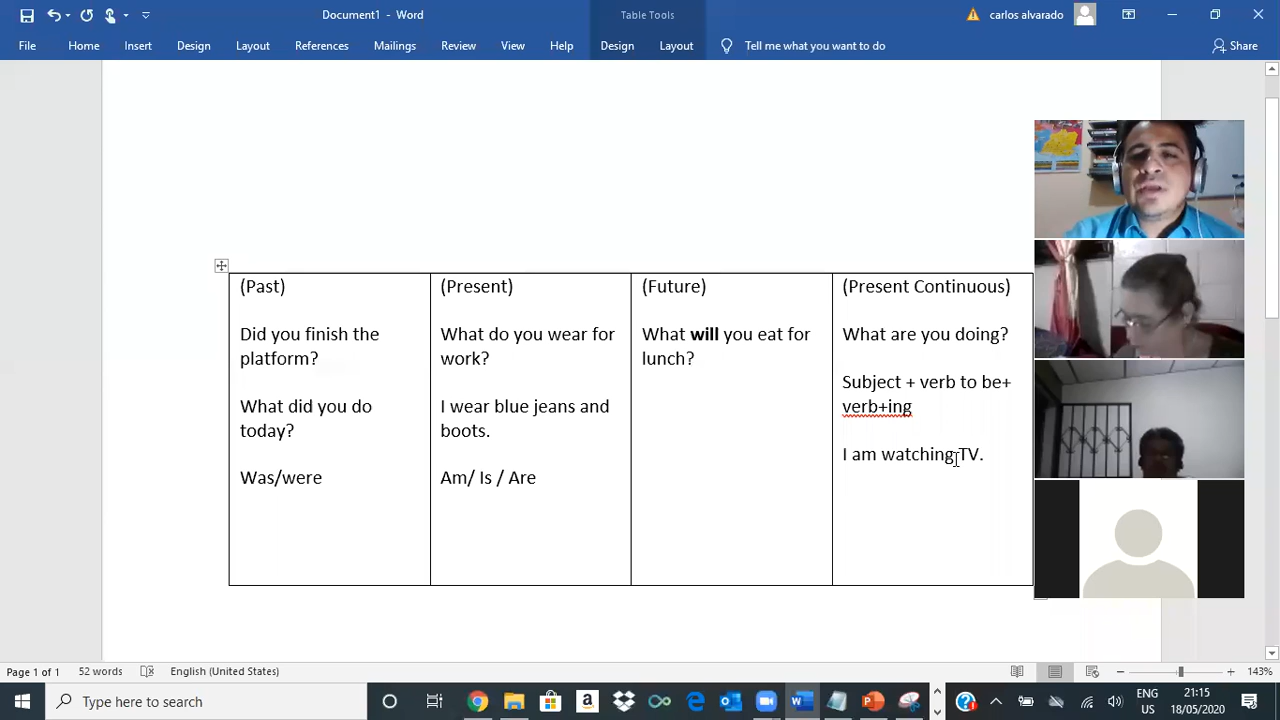 Document1 - Word
Table Tools
carlos alvarado
File Home Insert Design Layout References Mailings Review View Help Design Layout Tell me what you want to do Share
(Past)
Did you finish the
platform?
What did you do
today?
Was/were
(Present)
What do you wear for
work?
I wear blue jeans and
boots.
Am/ Is / Are
(Future)
What will you eat for
lunch?
(Present Continuous)
What are you doing?
Subject + verb to be+
verb+ing
I am watching TV.
Page 1 of 1 52 words English (United States) 143%
Type here to search
ENG
US
21:15
18/05/2020